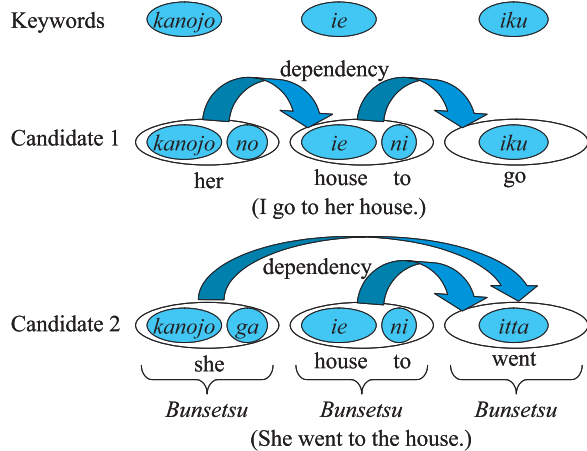 Keywords kanojo ie iku
dependency
Candidate 1 kanojo no ie ni iku
her house to go
(I go to her house.)
dependency
Candidate 2 kanojo ga ie ni itta
she house to went
Bunsetsu Bunsetsu Bunsetsu
(She went to the house.)